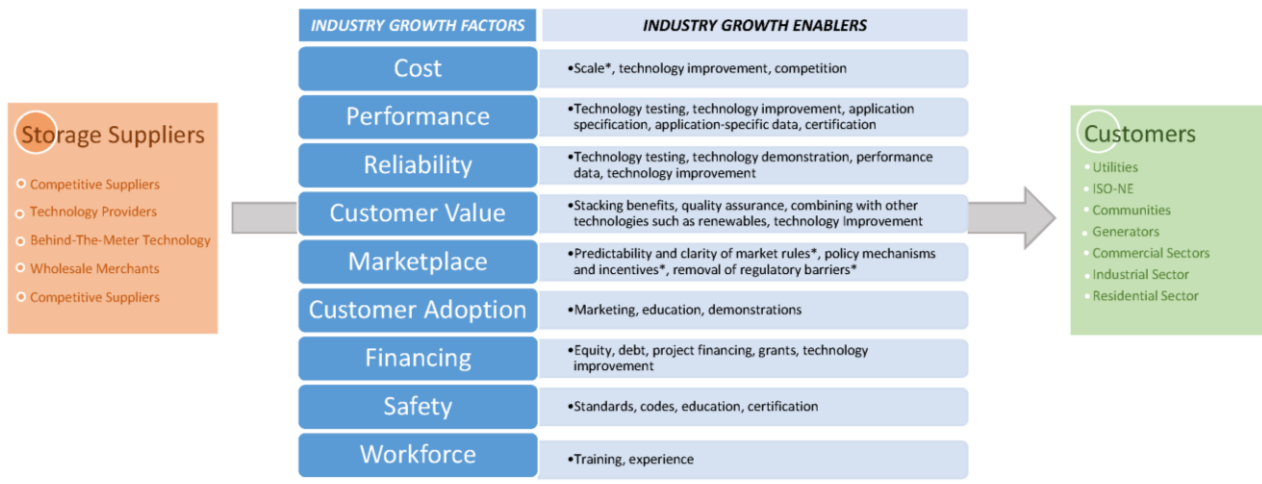 INDUSTRY GROWTH FACTORS
INDUSTRY GROWTH ENABLERS
Storage Suppliers
Competitive Suppliers
Technology Providers
Behind-The-Meter Technology
Wholesale Merchants
Competitive Suppliers
Cost
•Scale*, technology improvement, competition
Performance
•Technology testing, technology improvement, application
specification, application-specific data, certification
Reliability
•Technology testing, technology demonstration, performance
data, technology improvement
Customer Value
•Stacking benefits, quality assurance, combining with other
technologies such as renewables, technology Improvement
Marketplace
•Predictability and clarity of market rules*, policy mechanisms
and incentives*, removal of regulatory barriers*
Customer Adoption
•Marketing, education, demonstrations
Financing
•Equity, debt, project financing, grants, technology
improvement
Safety
•Standards, codes, education, certification
Workforce
•Training, experience
Customers
Utilities
ISO-NE
Communities
Generators
Commercial Sectors
Industrial Sector
Residential Sector